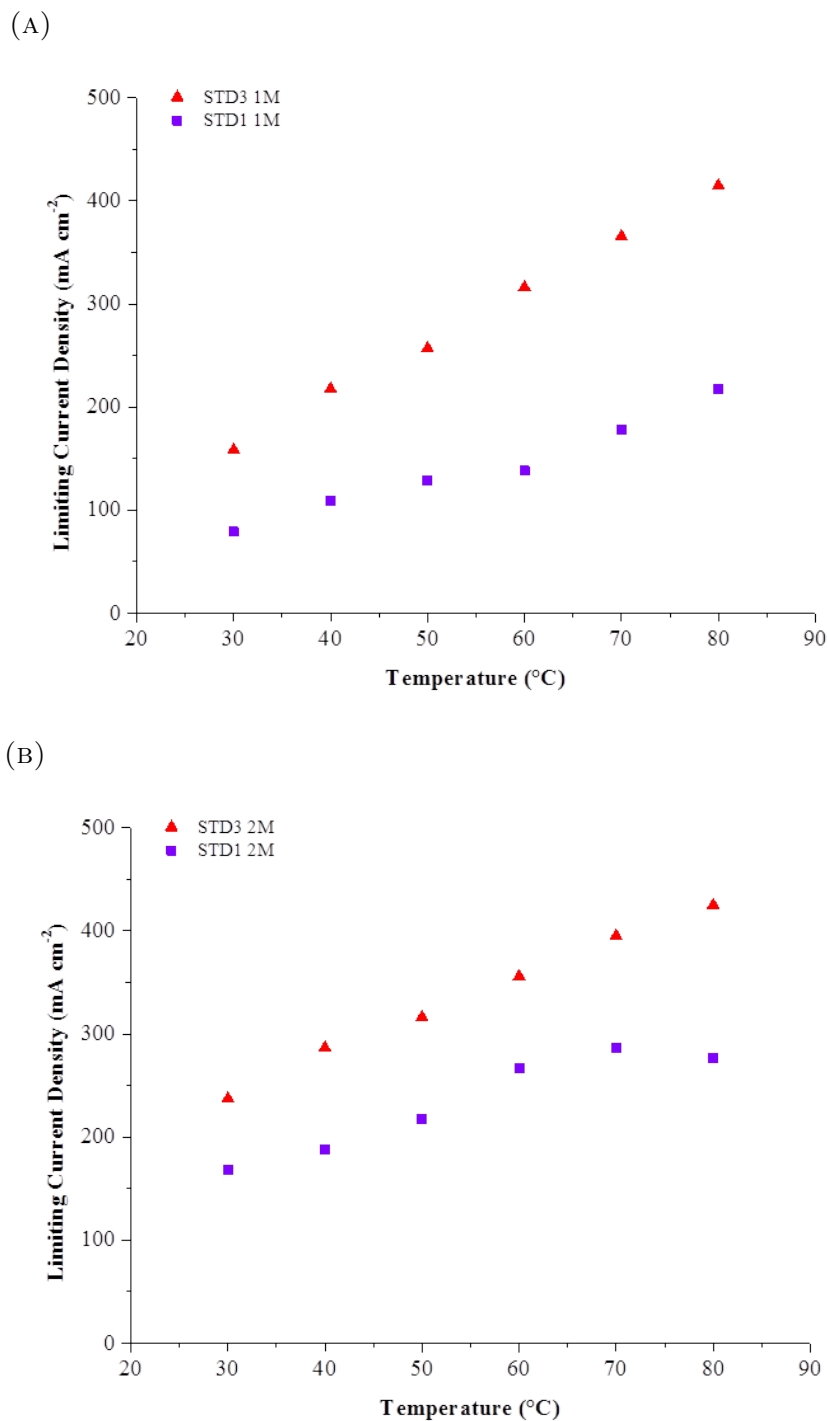 (A)
STD3 1M
STD1 1M
500
400
300
200
100
0
Limiting Current Density (mA cm-2)
20 30 40 50 60 70 80 90
Temperature (°C)
(B)
STD3 2M
STD1 2M
500
400
300
200
100
0
Limiting Current Density (mA cm-2)
20 30 40 50 60 70 80 90
Temperature (°C)